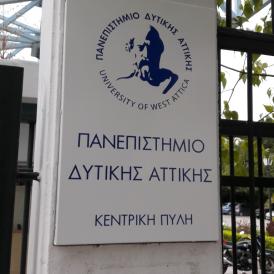 ΠΑΝΕΠΙΣΤΗΜΙΟ ΔΥΤΙΚΗΣ ΑΤΤΙΚΗΣ
UNIVERSITY OF WEST ATTICA
ΠΑΝΕΠΙΣΤΗΜΙΟ
ΔΥΤΙΚΗΣ ΑΤΤΙΚΗΣ
ΚΕΝΤΡΙΚΗ ΠΥΛΗ